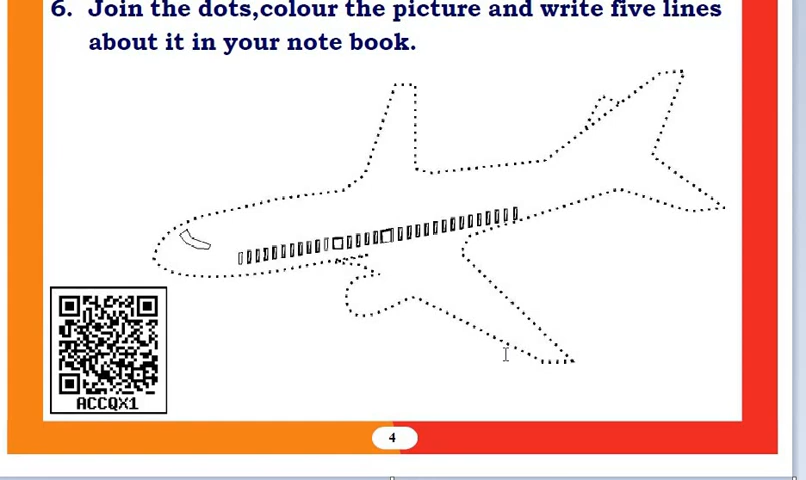 6. Join the dots,colour the picture and write five lines
about it in your note book.
ACCQX1
4